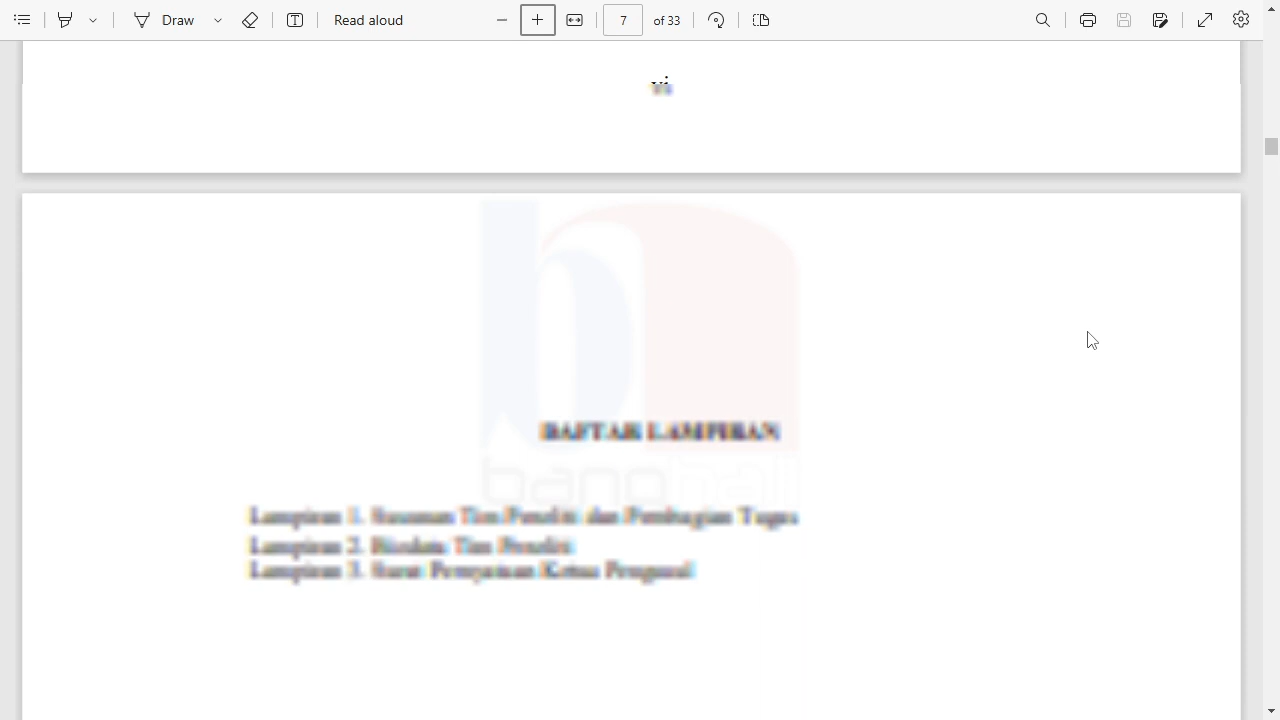 Draw
Read aloud
7
of 33
vi
DAFTAR LAMPIRAN
Lampiran 1. Susunan Tim Peneliti dan Pembagian Tugas
Lampiran 2. Biodata Tim Peneliti
Lampiran 3. Surat Pernyataan Ketua Pengusul